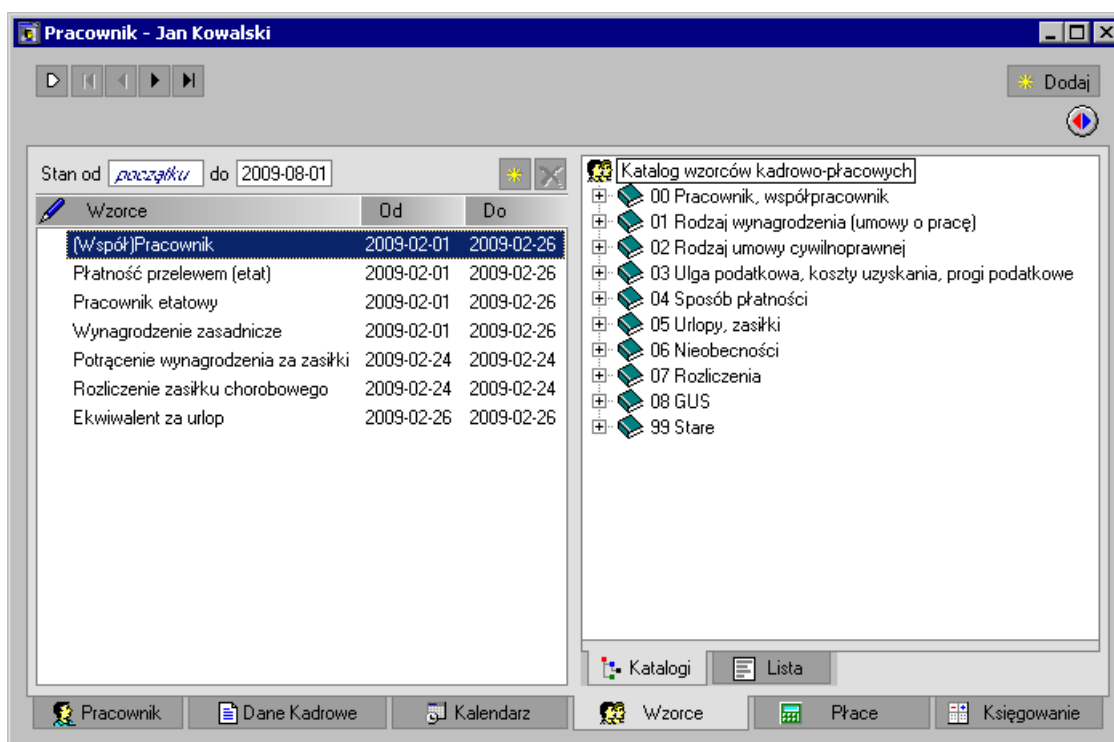 Pracownik - Jan Kowalski
Dodaj
Stan od początku do 2009-08-01
Wzorce Od Do
(Współ)Pracownik 2009-02-01 2009-02-26
Płatność przelewem (etat) 2009-02-01 2009-02-26
Pracownik etatowy 2009-02-01 2009-02-26
Wynagrodzenie zasadnicze 2009-02-01 2009-02-26
Potrącenie wynagrodzenia za zasiłki 2009-02-24 2009-02-24
Rozliczenie zasiłku chorobowego 2009-02-24 2009-02-24
Ekwiwalent za urlop 2009-02-26 2009-02-26
Katalog wzorców kadrowo-płacowych
00 Pracownik, współpracownik
01 Rodzaj wynagrodzenia (umowy o pracę)
02 Rodzaj umowy cywilnoprawnej
03 Ulga podatkowa, koszty uzyskania, progi podatkowe
04 Sposób płatności
05 Urlopy, zasiłki
06 Nieobecności
07 Rozliczenia
08 GUS
99 Stare
Katalogi Lista
Pracownik Dane Kadrowe Kalendarz Wzorce Płace Księgowanie